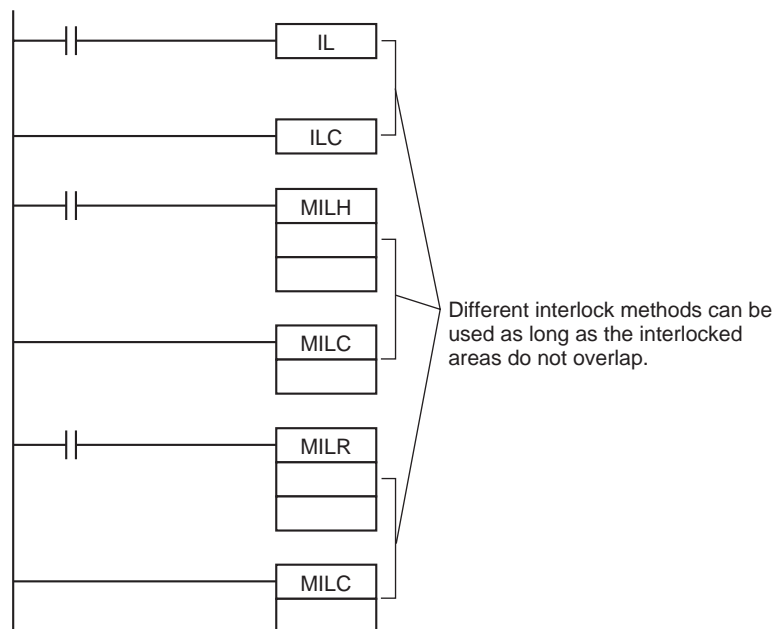 IL
ILC
MILH
MILC
Different interlock methods can be
used as long as the interlocked
areas do not overlap.
MILR
MILC